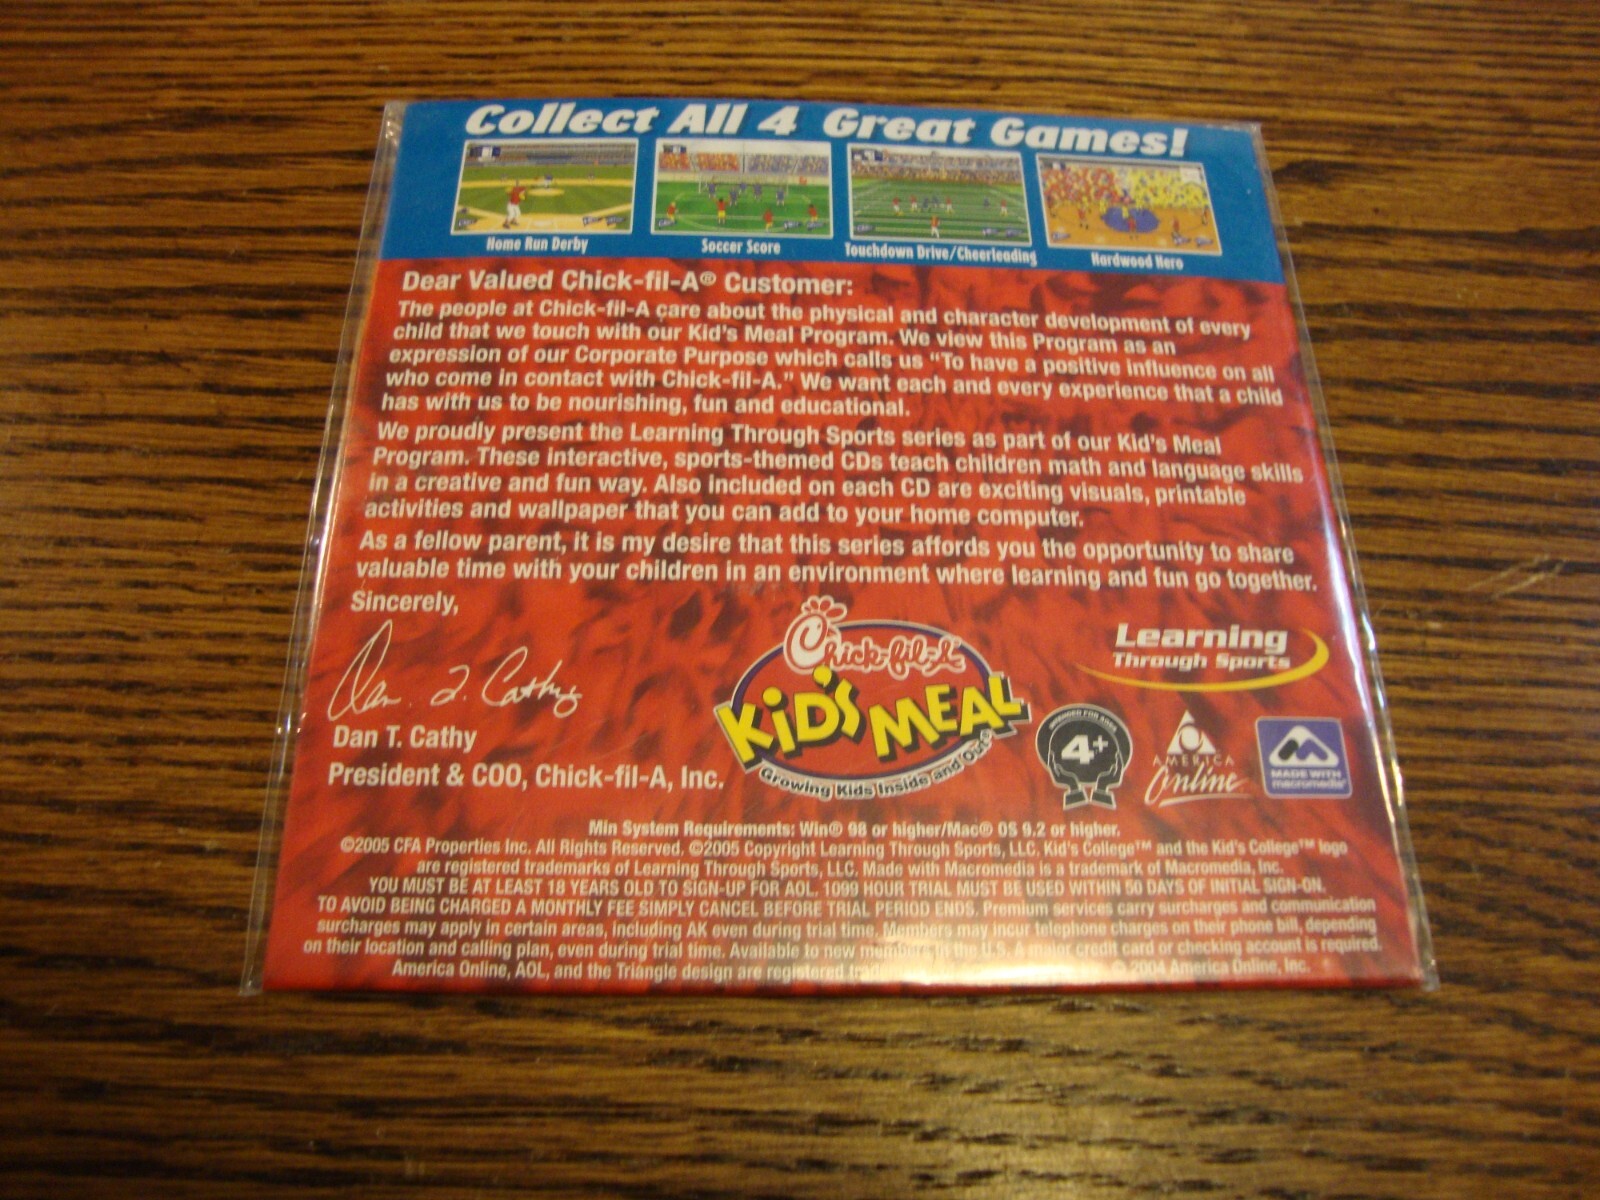 Collect All 4 Great Games!
Home Run Derby
Soccer Score
Touchdown Drive/Cheerleading
Hardwood Hero
Dear Valued Chick-fil-A® Customer:
The people at Chick-fil-A care about the physical and character development of every
child that we touch with our Kid's Meal Program. We view this Program as an
expression of our Corporate Purpose which calls us "To have a positive influence on all
who come in contact with Chick-fil-A." We want each and every experience that a child
has with us to be nourishing, fun and educational.
We proudly present the Learning Through Sports series as part of our Kid's Meal
Program. These interactive, sports-themed CDs teach children math and language skills
in a creative and fun way. Also included on each CD are exciting visuals, printable
activities and wallpaper that you can add to your home computer.
As a fellow parent, it is my desire that this series affords you the opportunity to share
valuable time with your children in an environment where learning and fun go together.
Sincerely,
Dan T. Cathy
Dan T. Cathy
President & COO, Chick-fil-A, Inc.
Chick-fil-A
KiD'S MEAL
Growing Kids Inside and Out®
Learning
Through Sports
INTENDED FOR AGES
4+
AMERICA
Online
MADE WITH
macromedia®
Min System Requirements: Win® 98 or higher/Mac® OS 9.2 or higher.
©2005 CFA Properties Inc. All Rights Reserved. ©2005 Copyright Learning Through Sports, LLC. Kid's College™ and the Kid's College™ logo
are registered trademarks of Learning Through Sports, LLC. Made with Macromedia is a trademark of Macromedia, Inc.
YOU MUST BE AT LEAST 18 YEARS OLD TO SIGN-UP FOR AOL. 1099 HOUR TRIAL MUST BE USED WITHIN 50 DAYS OF INITIAL SIGN-ON.
TO AVOID BEING CHARGED A MONTHLY FEE SIMPLY CANCEL BEFORE TRIAL PERIOD ENDS. Premium services carry surcharges and communication
surcharges may apply in certain areas, including AK even during trial time. Members may incur telephone charges on their phone bill, depending
on their location and calling plan, even during trial time. Available to new members in the U.S. A major credit card or checking account is required.
America Online, AOL, and the Triangle design are registered © 2004 America Online, Inc.